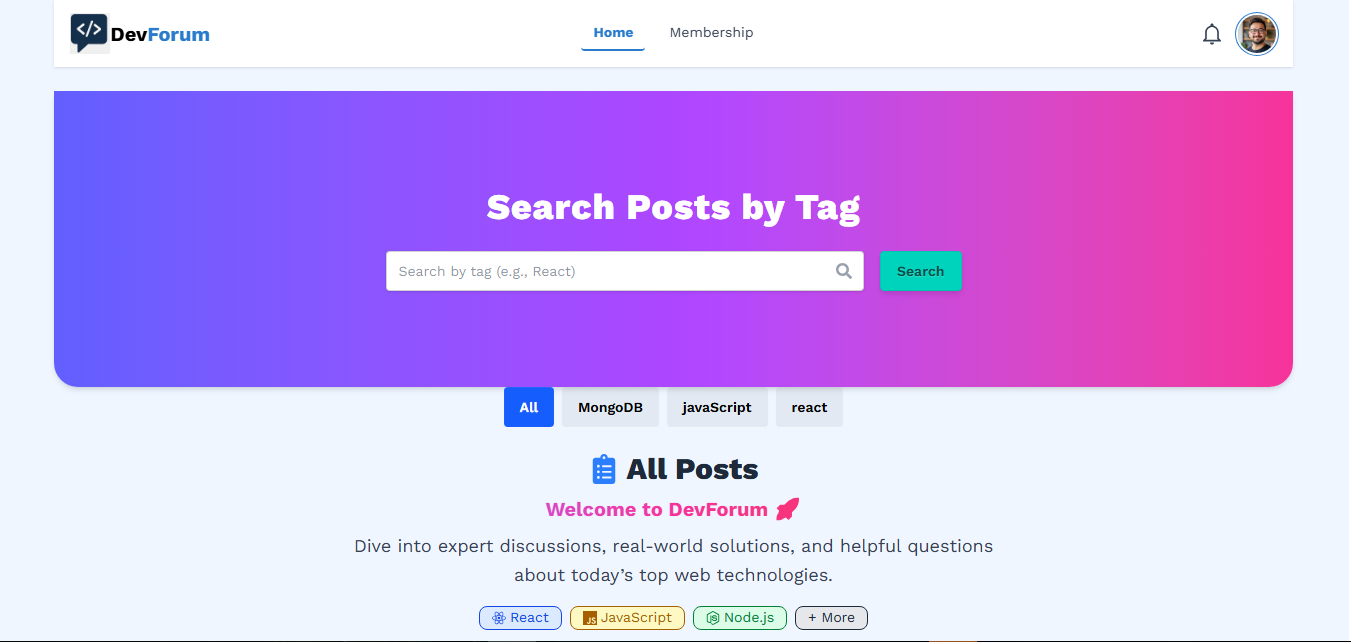 </> DevForum Home Membership
Search Posts by Tag
Search by tag (e.g., React) Search
All MongoDB javaScript react
All Posts
Welcome to DevForum
Dive into expert discussions, real-world solutions, and helpful questions
about today’s top web technologies.
React JS JavaScript Node.js + More